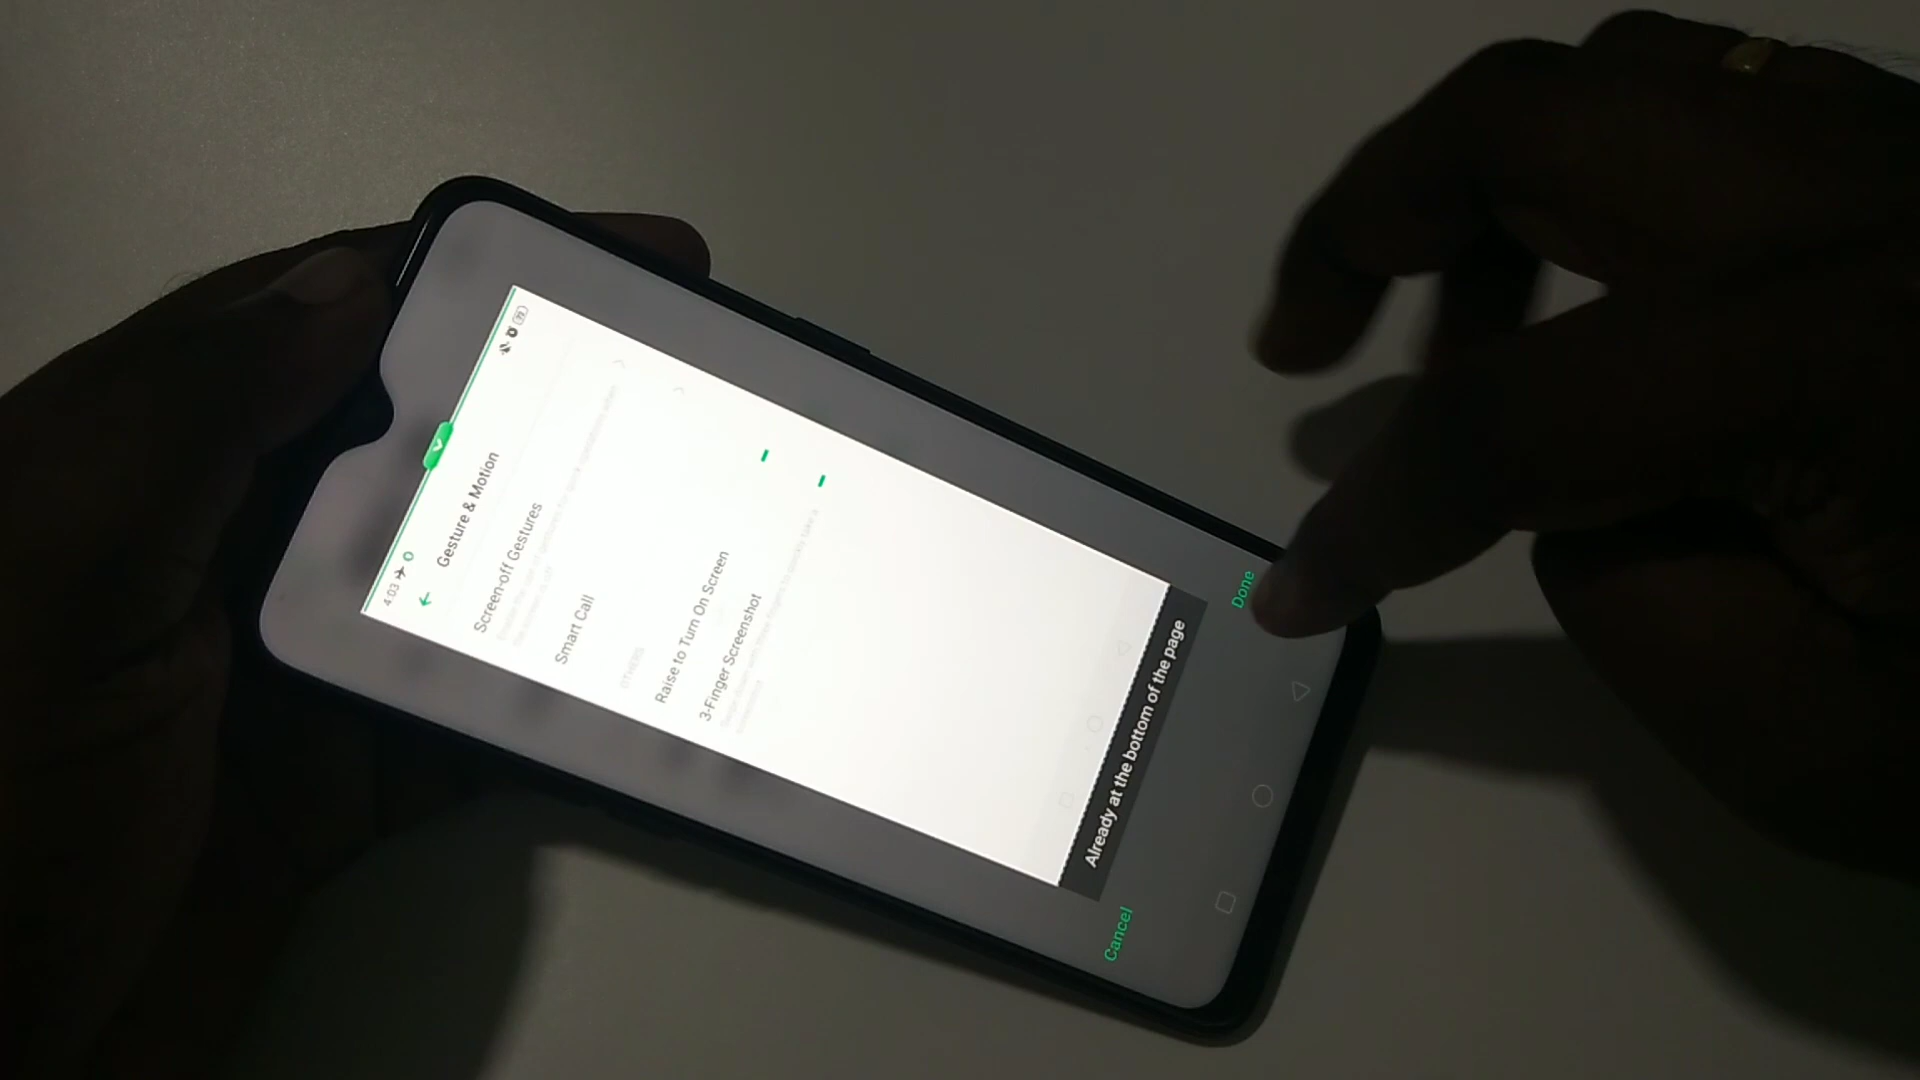 4:03
Gesture & Motion
Screen-off Gestures
Smart Call
OTHERS
Raise to Turn On Screen
3-Finger Screenshot
Already at the bottom of the page
Cancel
Done